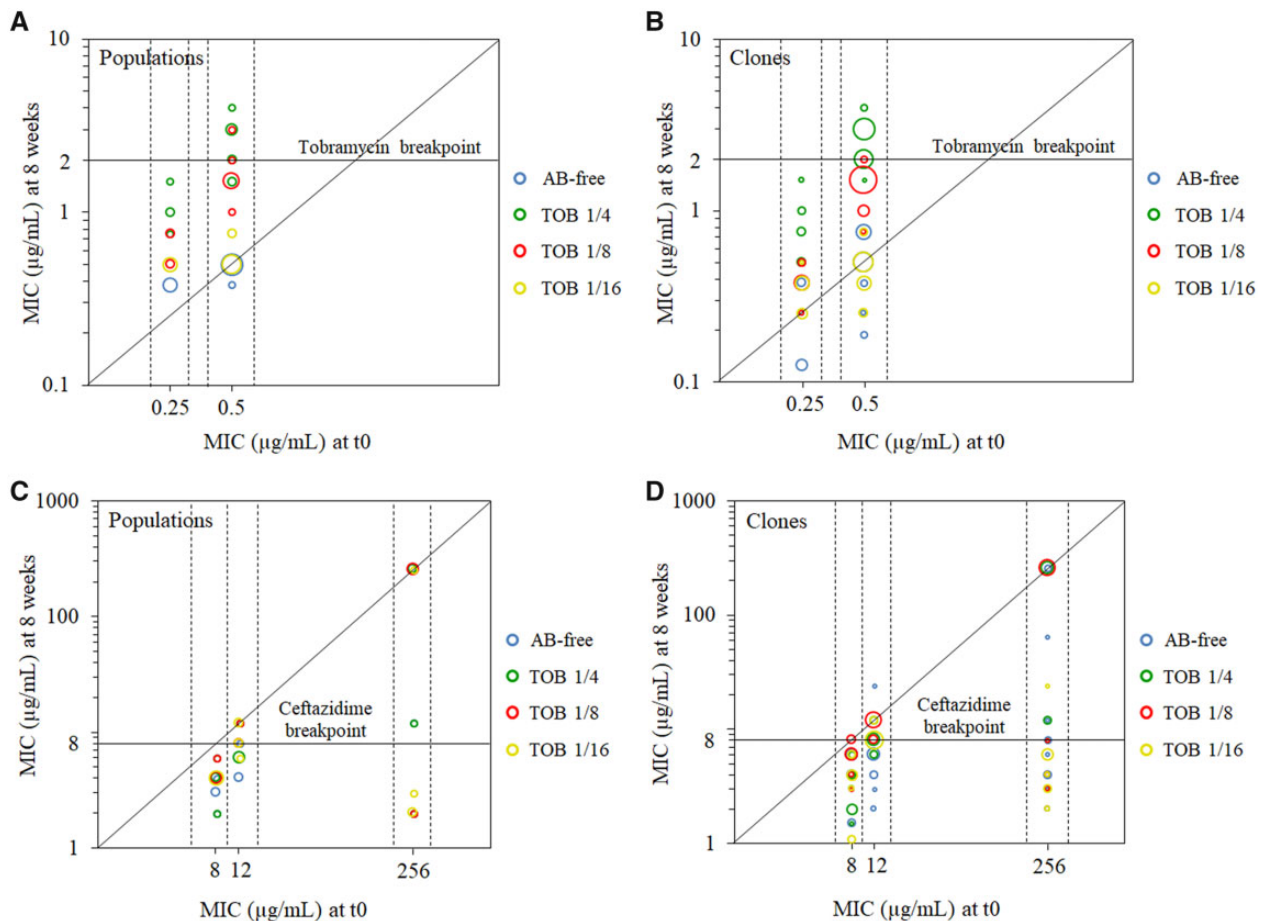 A
10
Populations
Tobramycin breakpoint
2
1
0.1
0.25
0.5
MIC (µg/mL) at 8 weeks
MIC (µg/mL) at t0
AB-free
TOB 1/4
TOB 1/8
TOB 1/16
B
10
Clones
Tobramycin breakpoint
2
1
0.1
0.25
0.5
MIC (µg/mL) at 8 weeks
MIC (µg/mL) at t0
AB-free
TOB 1/4
TOB 1/8
TOB 1/16
C
1000
Populations
100
Ceftazidime
breakpoint
8
1
8
12
256
MIC (µg/mL) at 8 weeks
MIC (µg/mL) at t0
AB-free
TOB 1/4
TOB 1/8
TOB 1/16
D
1000
Clones
100
Ceftazidime
breakpoint
8
1
8
12
256
MIC (µg/mL) at 8 weeks
MIC (µg/mL) at t0
AB-free
TOB 1/4
TOB 1/8
TOB 1/16